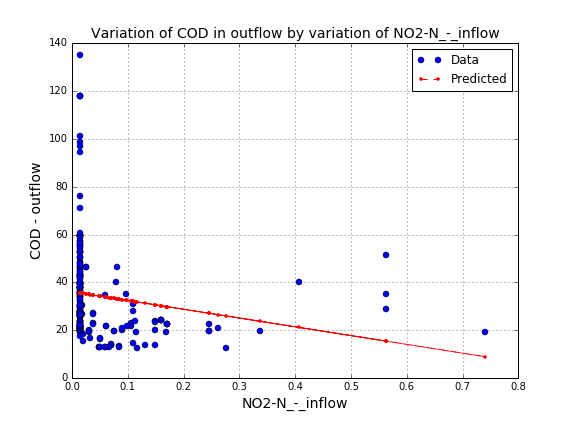 Variation of COD in outflow by variation of NO2-N_-_inflow
Data
Predicted
140
120
100
80
60
40
20
0
COD - outflow
0.0 0.1 0.2 0.3 0.4 0.5 0.6 0.7 0.8
NO2-N_-_inflow